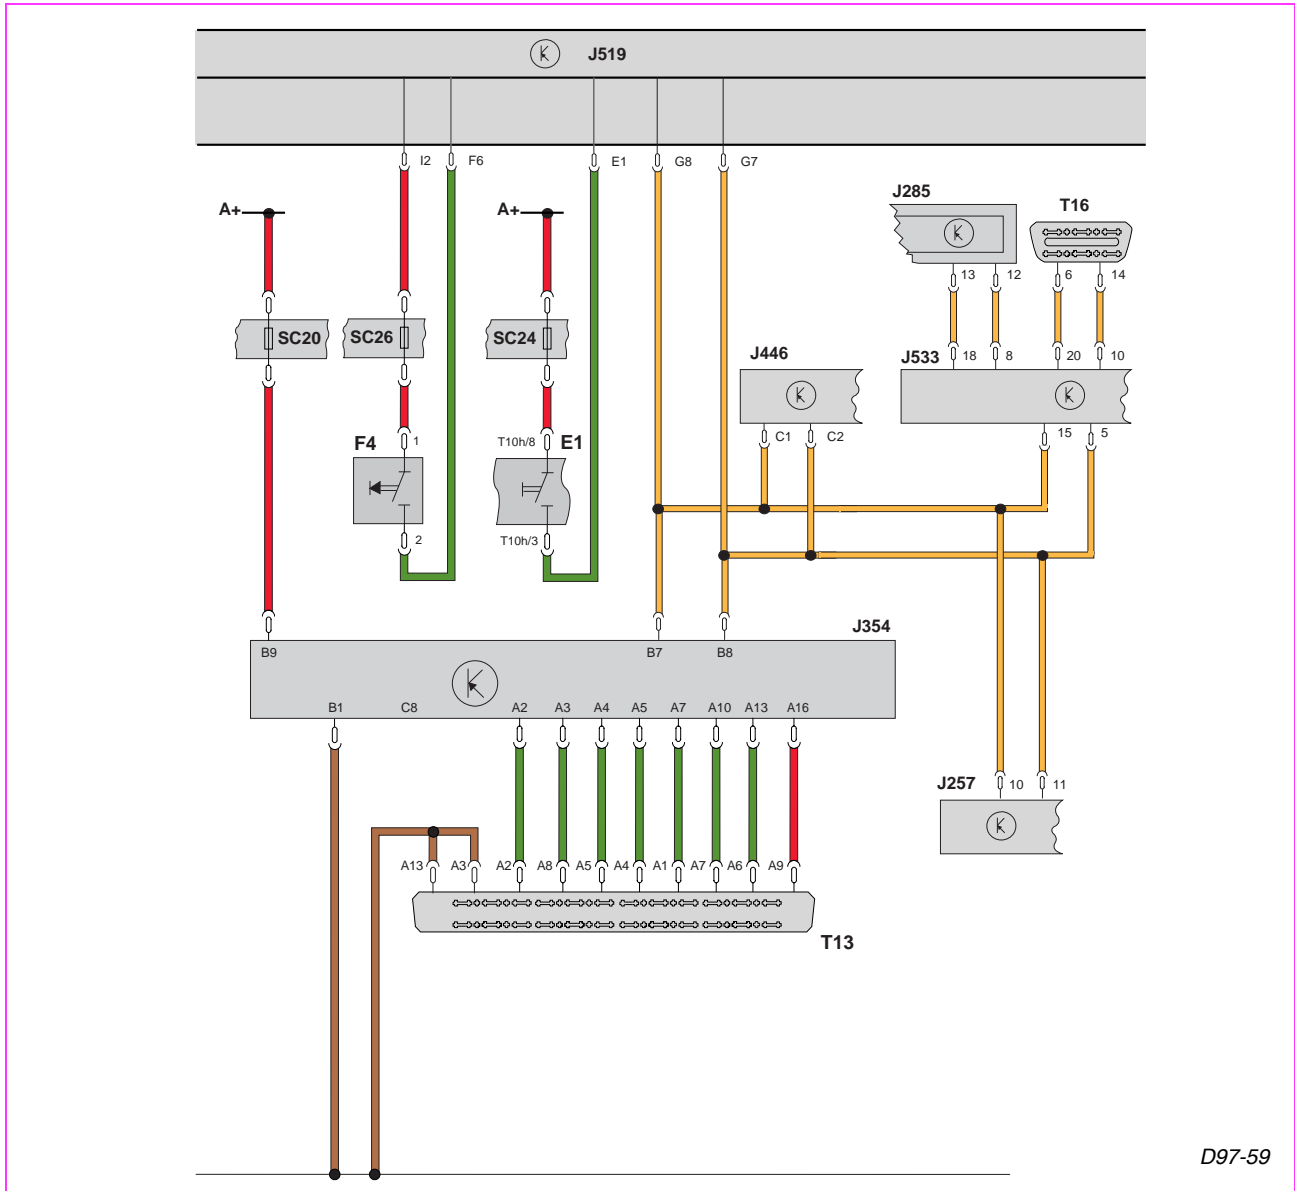 J519
I2 F6 E1 G8 G7
J285
T16
A+ A+
13 12 6 14
SC20 SC26 SC24
J446 J533 18 8 20 10
F4 1 T10h/8 E1 C1 C2 15 5
2 T10h/3
J354
B9 B7 B8
B1 C8 A2 A3 A4 A5 A7 A10 A13 A16
J257 10 11
A13 A3 A2 A8 A5 A4 A1 A7 A6 A9
T13
D97-59